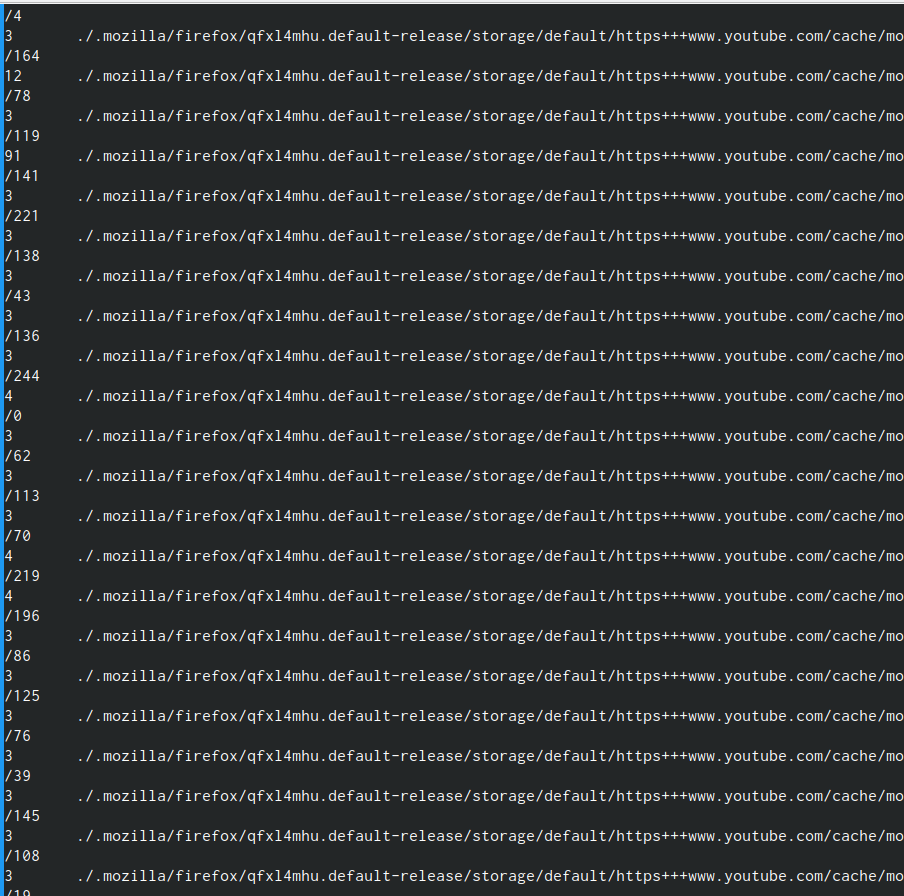 /4
3 ./.mozilla/firefox/qfxl4mhu.default-release/storage/default/https+++www.youtube.com/cache/mo
/164
12 ./.mozilla/firefox/qfxl4mhu.default-release/storage/default/https+++www.youtube.com/cache/mo
/78
3 ./.mozilla/firefox/qfxl4mhu.default-release/storage/default/https+++www.youtube.com/cache/mo
/119
91 ./.mozilla/firefox/qfxl4mhu.default-release/storage/default/https+++www.youtube.com/cache/mo
/141
3 ./.mozilla/firefox/qfxl4mhu.default-release/storage/default/https+++www.youtube.com/cache/mo
/221
3 ./.mozilla/firefox/qfxl4mhu.default-release/storage/default/https+++www.youtube.com/cache/mo
/138
3 ./.mozilla/firefox/qfxl4mhu.default-release/storage/default/https+++www.youtube.com/cache/mo
/43
3 ./.mozilla/firefox/qfxl4mhu.default-release/storage/default/https+++www.youtube.com/cache/mo
/136
3 ./.mozilla/firefox/qfxl4mhu.default-release/storage/default/https+++www.youtube.com/cache/mo
/244
4 ./.mozilla/firefox/qfxl4mhu.default-release/storage/default/https+++www.youtube.com/cache/mo
/0
3 ./.mozilla/firefox/qfxl4mhu.default-release/storage/default/https+++www.youtube.com/cache/mo
/62
3 ./.mozilla/firefox/qfxl4mhu.default-release/storage/default/https+++www.youtube.com/cache/mo
/113
3 ./.mozilla/firefox/qfxl4mhu.default-release/storage/default/https+++www.youtube.com/cache/mo
/70
4 ./.mozilla/firefox/qfxl4mhu.default-release/storage/default/https+++www.youtube.com/cache/mo
/219
4 ./.mozilla/firefox/qfxl4mhu.default-release/storage/default/https+++www.youtube.com/cache/mo
/196
3 ./.mozilla/firefox/qfxl4mhu.default-release/storage/default/https+++www.youtube.com/cache/mo
/86
3 ./.mozilla/firefox/qfxl4mhu.default-release/storage/default/https+++www.youtube.com/cache/mo
/125
3 ./.mozilla/firefox/qfxl4mhu.default-release/storage/default/https+++www.youtube.com/cache/mo
/76
3 ./.mozilla/firefox/qfxl4mhu.default-release/storage/default/https+++www.youtube.com/cache/mo
/39
3 ./.mozilla/firefox/qfxl4mhu.default-release/storage/default/https+++www.youtube.com/cache/mo
/145
3 ./.mozilla/firefox/qfxl4mhu.default-release/storage/default/https+++www.youtube.com/cache/mo
/108
3 ./.mozilla/firefox/qfxl4mhu.default-release/storage/default/https+++www.youtube.com/cache/mo